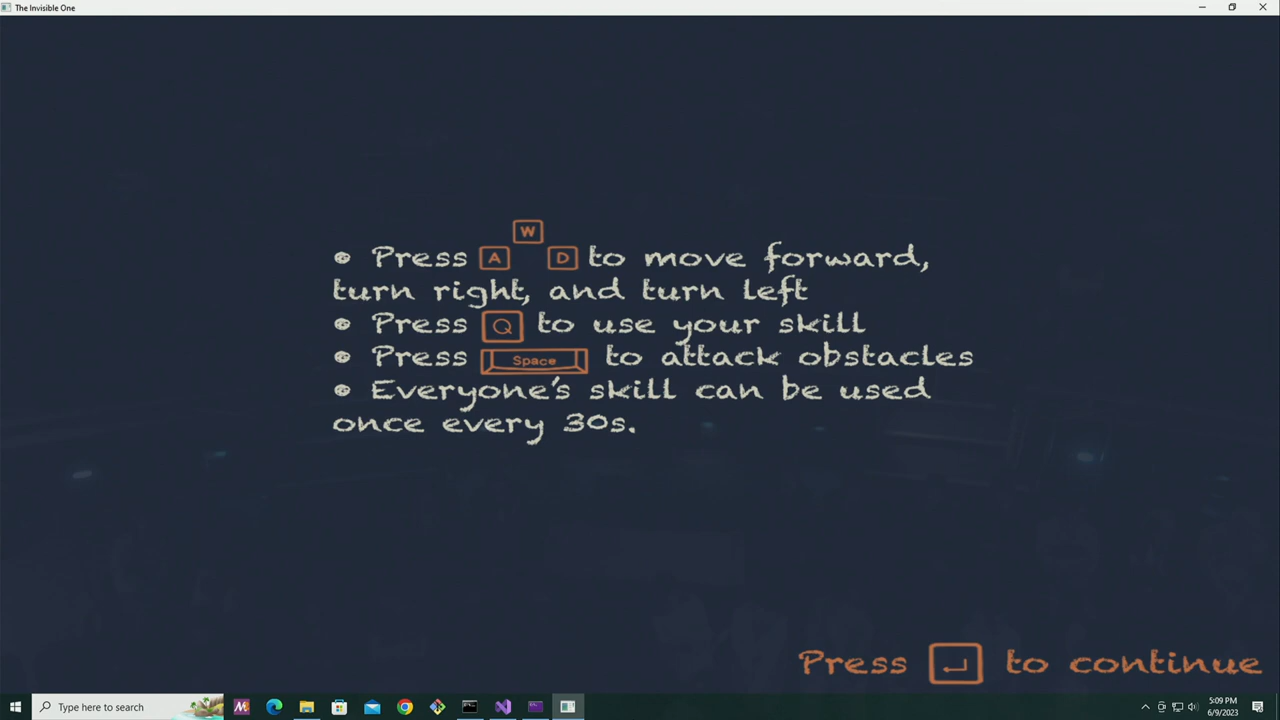 The Invisible One
W
• Press A D to move forward,
turn right, and turn left
• Press Q to use your skill
• Press Space to attack obstacles
• Everyone's skill can be used
once every 30s.
Press ↵ to continue
Type here to search
5:09 PM
6/9/2023